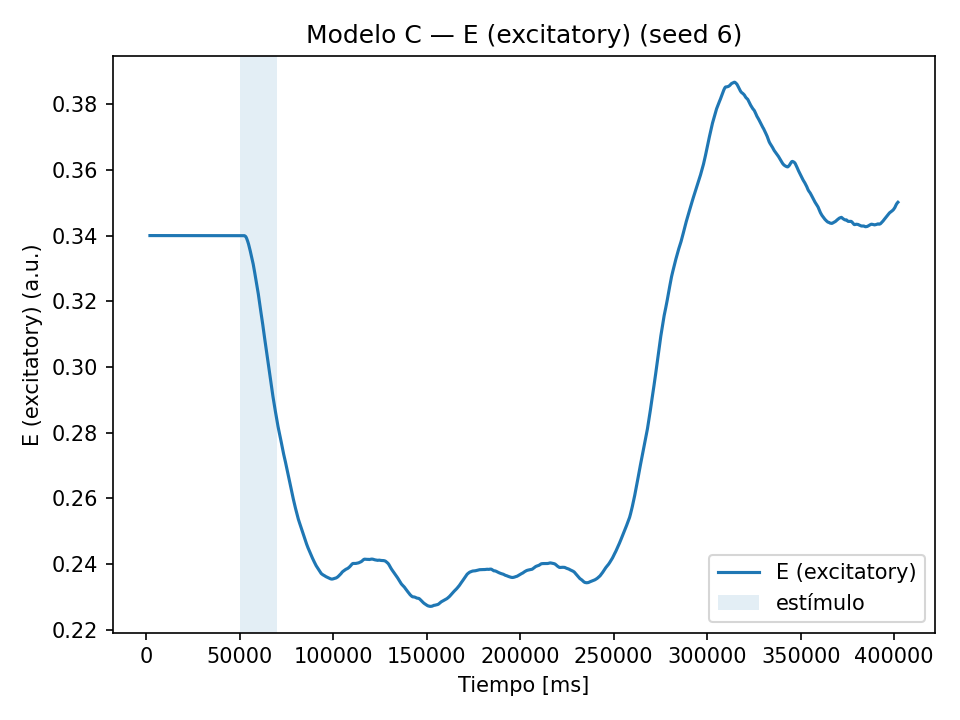 Modelo C — E (excitatory) (seed 6)
E (excitatory) (a.u.)
0.38
0.36
0.34
0.32
0.30
0.28
0.26
0.24
0.22
E (excitatory)
estímulo
0 50000 100000 150000 200000 250000 300000 350000 400000
Tiempo [ms]